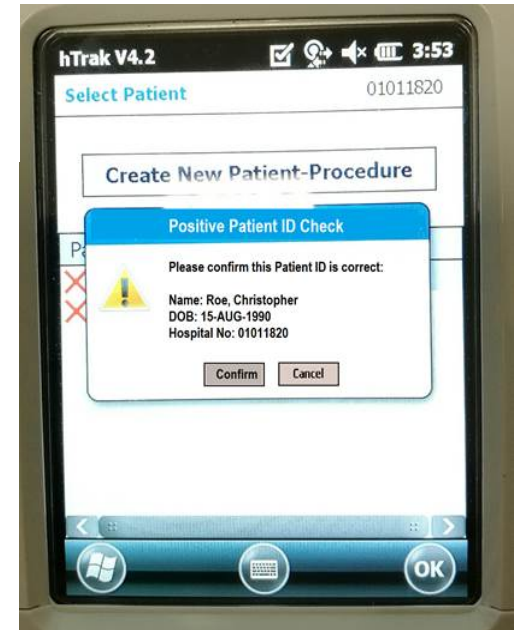 hTrak V4.2 3:53
Select Patient 01011820
Create New Patient-Procedure
Positive Patient ID Check
Please confirm this Patient ID is correct:
Name: Roe, Christopher
DOB: 15-AUG-1990
Hospital No: 01011820
Confirm Cancel
OK